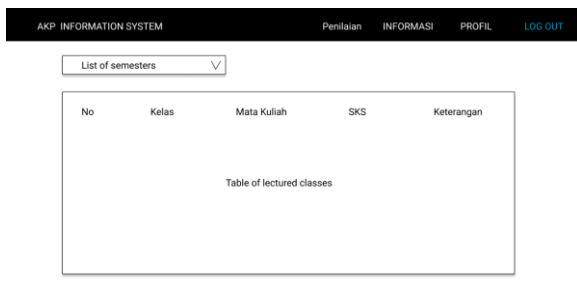 AKP INFORMATION SYSTEM Penilaian INFORMASI PROFIL LOG OUT
List of semesters
No Kelas Mata Kuliah SKS Keterangan
Table of lectured classes